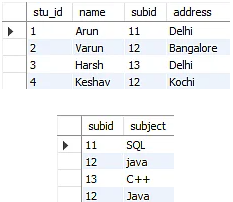 stu_id name subid address
1 Arun 11 Delhi
2 Varun 12 Bangalore
3 Harsh 13 Delhi
4 Keshav 12 Kochi
subid subject
11 SQL
12 java
13 C++
12 Java